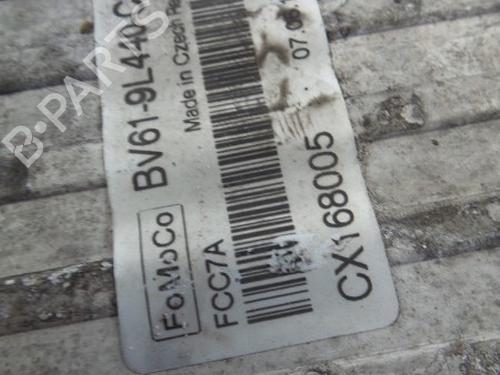 FoMoCo
BV61-9L440-C
Made in Czech Re
07.06.
FCC7A
CX168005
B-PARTS